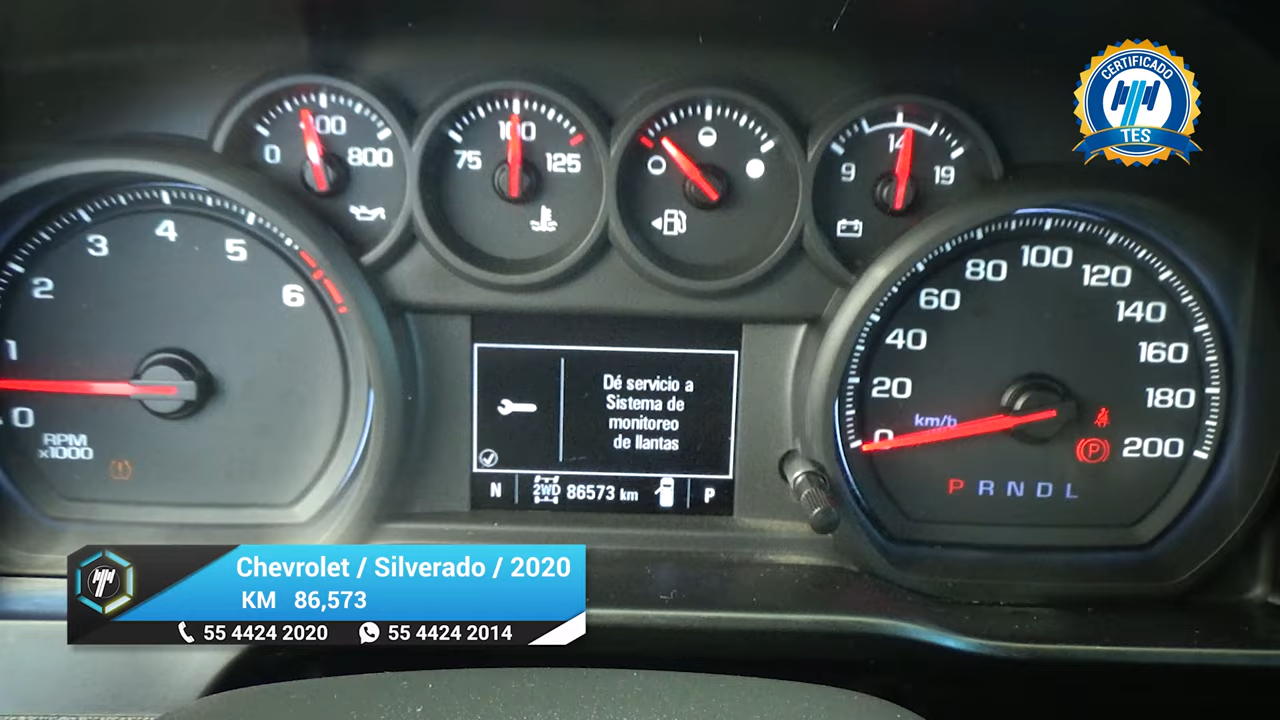 CERTIFICADO
TES
0 400 800
75 100 125
9 14 19
0 1 2 3 4 5 6
RPM
x1000
Dé servicio a
Sistema de
monitoreo
de llantas
N 2WD 86573 km P
0 20 40 60 80 100 120 140 160 180 200
km/h
P
P R N D L
Chevrolet / Silverado / 2020
KM 86,573
55 4424 2020 55 4424 2014